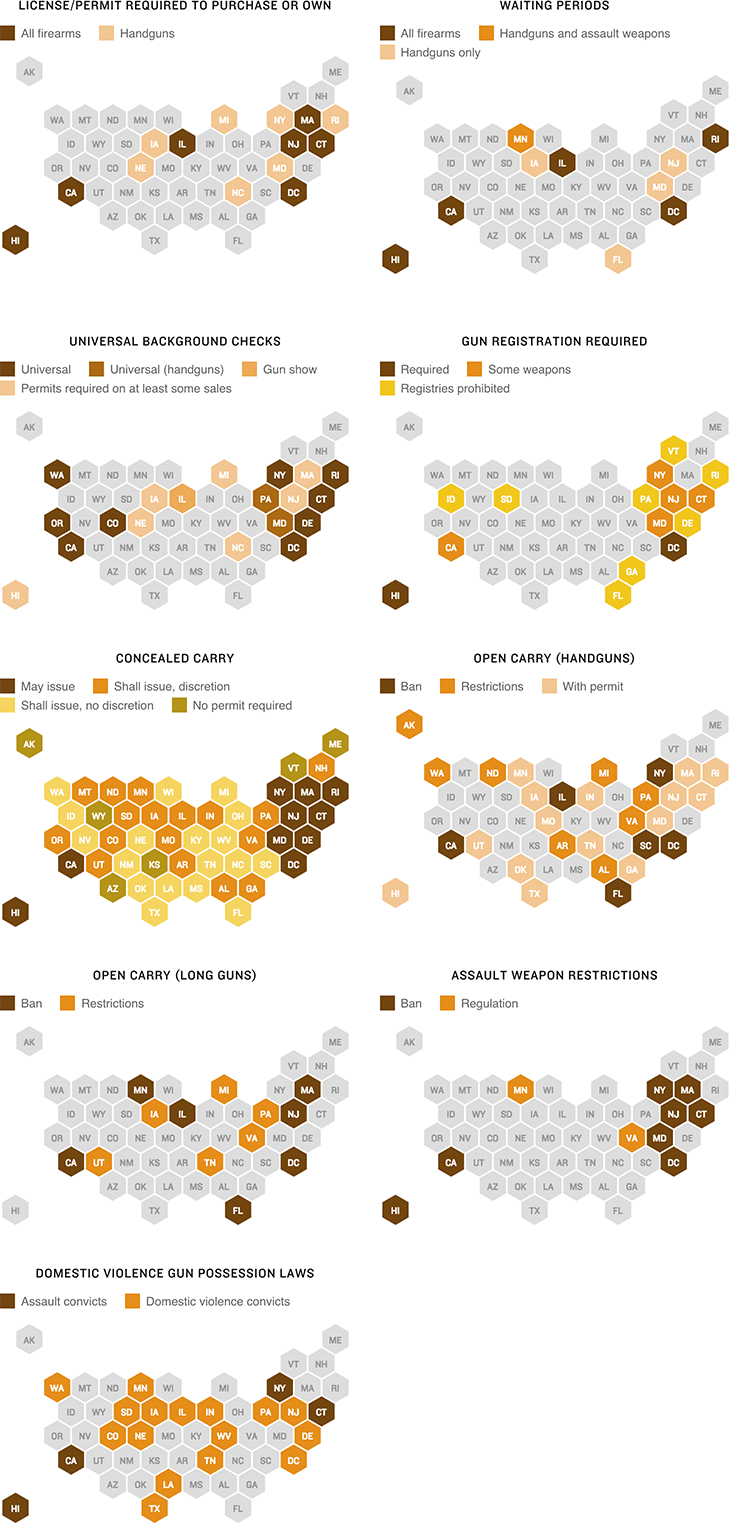 LICENSE/PERMIT REQUIRED TO PURCHASE OR OWN
All firearms Handguns
AK ME
VT NH
WA MT ND MN WI MI NY MA RI
ID WY SD IA IL IN OH PA NJ CT
OR NV CO NE MO KY WV VA MD DE
CA UT NM KS AR TN NC SC DC
AZ OK LA MS AL GA
HI TX FL
WAITING PERIODS
All firearms Handguns and assault weapons
Handguns only
AK ME
VT NH
WA MT ND MN WI MI NY MA RI
ID WY SD IA IL IN OH PA NJ CT
OR NV CO NE MO KY WV VA MD DE
CA UT NM KS AR TN NC SC DC
AZ OK LA MS AL GA
HI TX FL
UNIVERSAL BACKGROUND CHECKS
Universal Universal (handguns) Gun show
Permits required on at least some sales
AK ME
VT NH
WA MT ND MN WI MI NY MA RI
ID WY SD IA IL IN OH PA NJ CT
OR NV CO NE MO KY WV VA MD DE
CA UT NM KS AR TN NC SC DC
AZ OK LA MS AL GA
HI TX FL
GUN REGISTRATION REQUIRED
Required Some weapons
Registries prohibited
AK ME
VT NH
WA MT ND MN WI MI NY MA RI
ID WY SD IA IL IN OH PA NJ CT
OR NV CO NE MO KY WV VA MD DE
CA UT NM KS AR TN NC SC DC
AZ OK LA MS AL GA
HI TX FL
CONCEALED CARRY
May issue Shall issue, discretion
Shall issue, no discretion No permit required
AK ME
VT NH
WA MT ND MN WI MI NY MA RI
ID WY SD IA IL IN OH PA NJ CT
OR NV CO NE MO KY WV VA MD DE
CA UT NM KS AR TN NC SC DC
AZ OK LA MS AL GA
HI TX FL
OPEN CARRY (HANDGUNS)
Ban Restrictions With permit
AK ME
VT NH
WA MT ND MN WI MI NY MA RI
ID WY SD IA IL IN OH PA NJ CT
OR NV CO NE MO KY WV VA MD DE
CA UT NM KS AR TN NC SC DC
AZ OK LA MS AL GA
HI TX FL
OPEN CARRY (LONG GUNS)
Ban Restrictions
AK ME
VT NH
WA MT ND MN WI MI NY MA RI
ID WY SD IA IL IN OH PA NJ CT
OR NV CO NE MO KY WV VA MD DE
CA UT NM KS AR TN NC SC DC
AZ OK LA MS AL GA
HI TX FL
ASSAULT WEAPON RESTRICTIONS
Ban Regulation
AK ME
VT NH
WA MT ND MN WI MI NY MA RI
ID WY SD IA IL IN OH PA NJ CT
OR NV CO NE MO KY WV VA MD DE
CA UT NM KS AR TN NC SC DC
AZ OK LA MS AL GA
HI TX FL
DOMESTIC VIOLENCE GUN POSSESSION LAWS
Assault convicts Domestic violence convicts
AK ME
VT NH
WA MT ND MN WI MI NY MA RI
ID WY SD IA IL IN OH PA NJ CT
OR NV CO NE MO KY WV VA MD DE
CA UT NM KS AR TN NC SC DC
AZ OK LA MS AL GA
HI TX FL